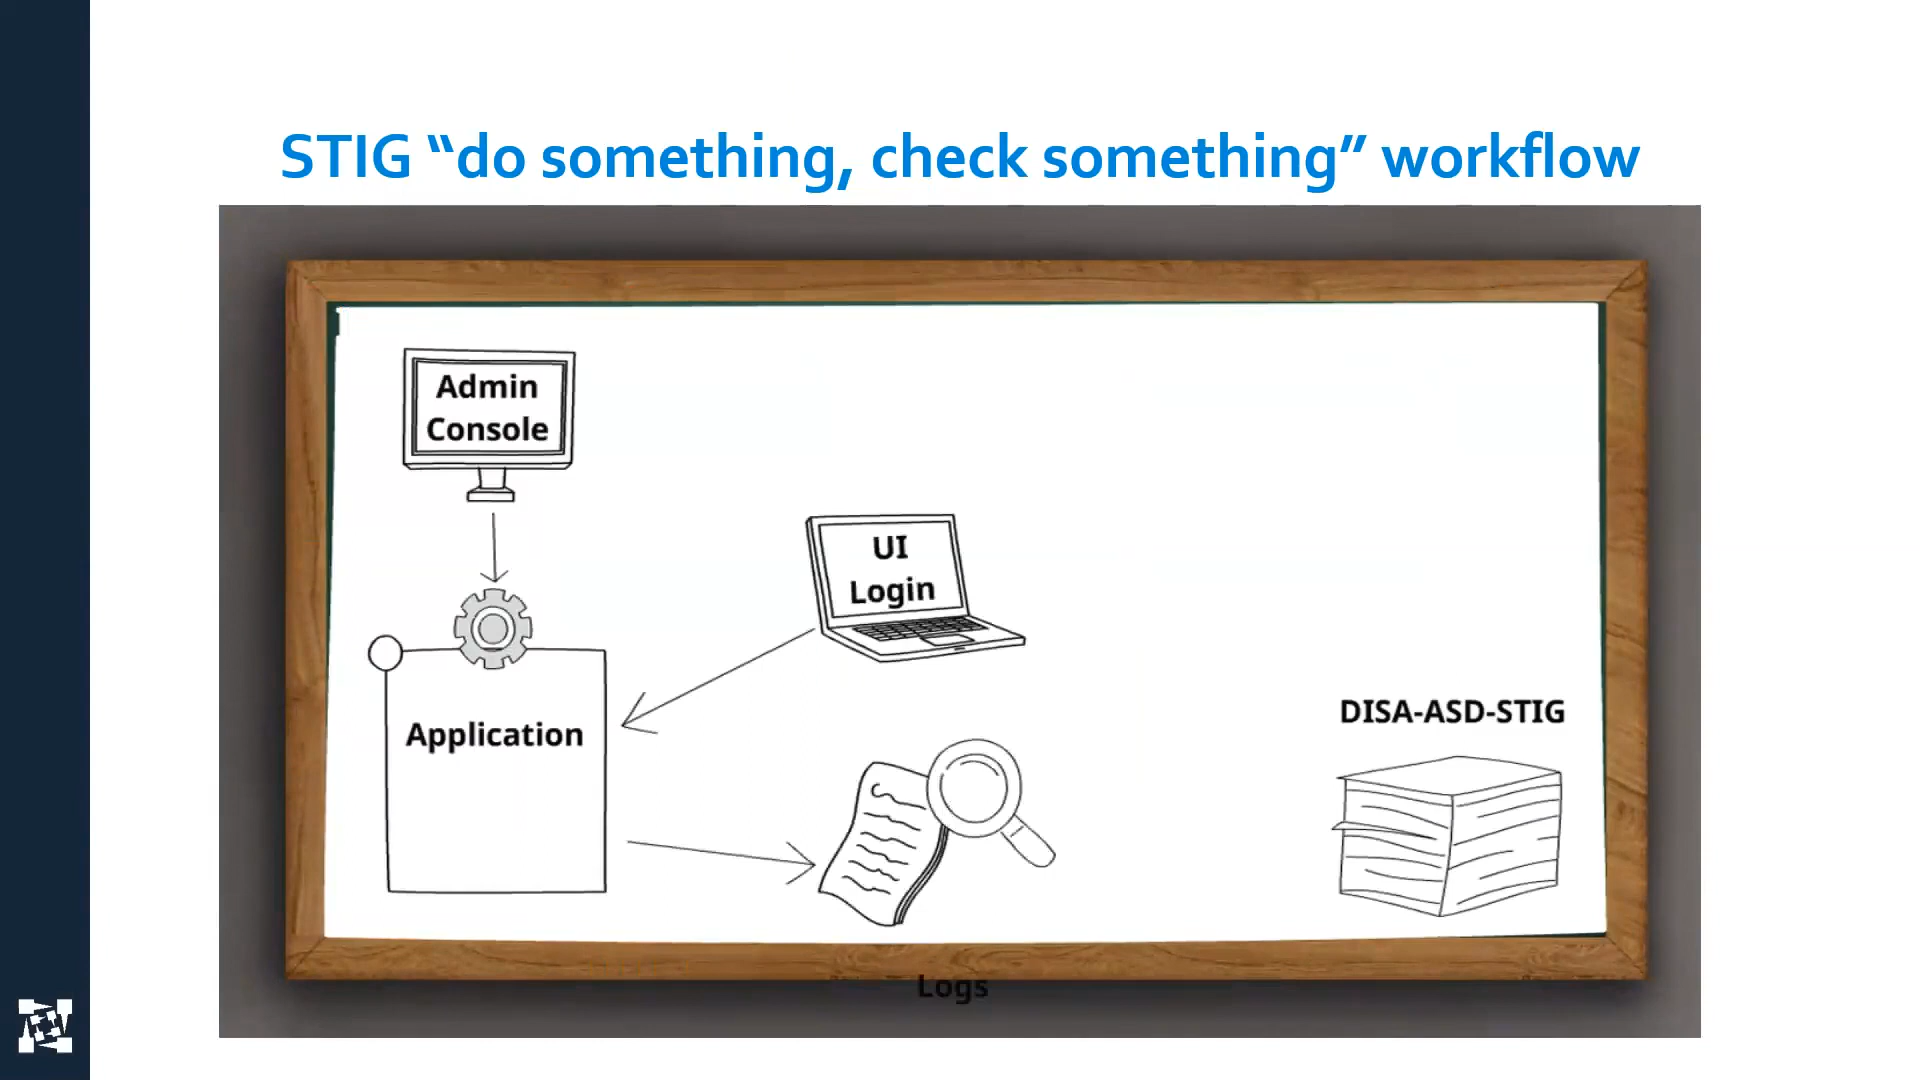 STIG “do something, check something” workflow
Admin
Console
UI
Login
Application
DISA-ASD-STIG
Logs